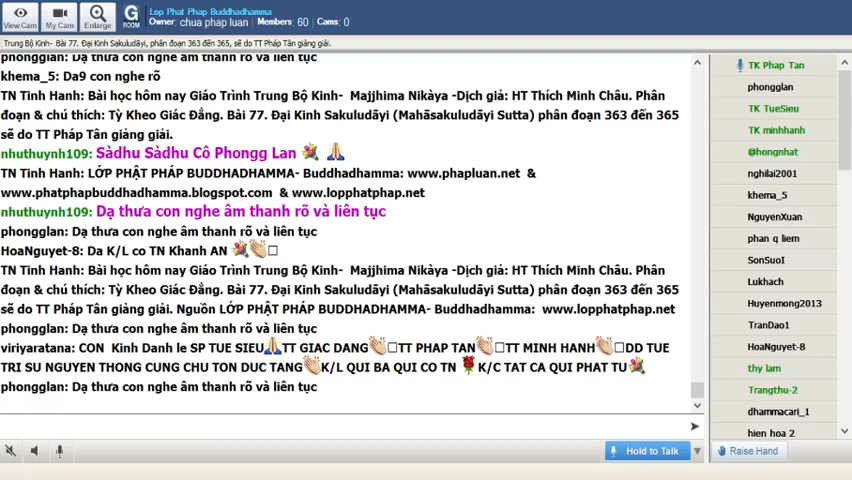 View Cam
My Cam
Enlarge
G
ROOM
Lop Phat Phap Buddhadhamma
Owner: chua phap luan Members: 60 Cams: 0
Trung Bộ Kinh- Bài 77. Đại Kinh Sakuludāyi, phân đoạn 363 đến 365, sẽ do TT Pháp Tân giảng giải.
phongglan: Dạ thưa con nghe âm thanh rõ và liên tục
khema_5: Da9 con nghe rõ
TN Tinh Hanh: Bài học hôm nay Giáo Trình Trung Bộ Kinh- Majjhima Nikàya -Dịch giả: HT Thích Minh Châu. Phân
đoạn & chú thích: Tỳ Kheo Giác Đẳng. Bài 77. Đại Kinh Sakuludāyi (Mahāsakuludāyi Sutta) phân đoạn 363 đến 365
sẽ do TT Pháp Tân giảng giải.
nhuthuynh109: Sàdhu Sàdhu Cô Phongg Lan
TN Tinh Hanh: LỚP PHẬT PHÁP BUDDHADHAMMA- Buddhadhamma: www.phapluan.net &
www.phatphapbuddhadhamma.blogspot.com & www.lopphatphap.net
nhuthuynh109: Dạ thưa con nghe âm thanh rõ và liên tục
phongglan: Dạ thưa con nghe âm thanh rõ và liên tục
HoaNguyet-8: Da K/L co TN Khanh AN
TN Tinh Hanh: Bài học hôm nay Giáo Trình Trung Bộ Kinh- Majjhima Nikàya -Dịch giả: HT Thích Minh Châu. Phân
đoạn & chú thích: Tỳ Kheo Giác Đẳng. Bài 77. Đại Kinh Sakuludāyi (Mahāsakuludāyi Sutta) phân đoạn 363 đến 365
sẽ do TT Pháp Tân giảng giải. Nguồn LỚP PHẬT PHÁP BUDDHADHAMMA- Buddhadhamma: www.lopphatphap.net
phongglan: Dạ thưa con nghe âm thanh rõ và liên tục
viriyaratana: CON Kinh Danh le SP TUE SIEU TT GIAC DANG TT PHAP TAN TT MINH HANH DD TUE
TRI SU NGUYEN THONG CUNG CHU TON DUC TANG K/L QUI BA QUI CO TN K/C TAT CA QUI PHAT TU
phongglan: Dạ thưa con nghe âm thanh rõ và liên tục
Hold to Talk
TK Phap Tan
phongglan
TK TueSieu
TK minhhanh
@hongnhat
nghilai2001
khema_5
NguyenXuan
phan q liem
SonSuoI
Lukhach
Huyenmong2013
TranDao1
HoaNguyet-8
thy lam
Trangthu-2
dhammacari_1
hien hoa 2
Raise Hand